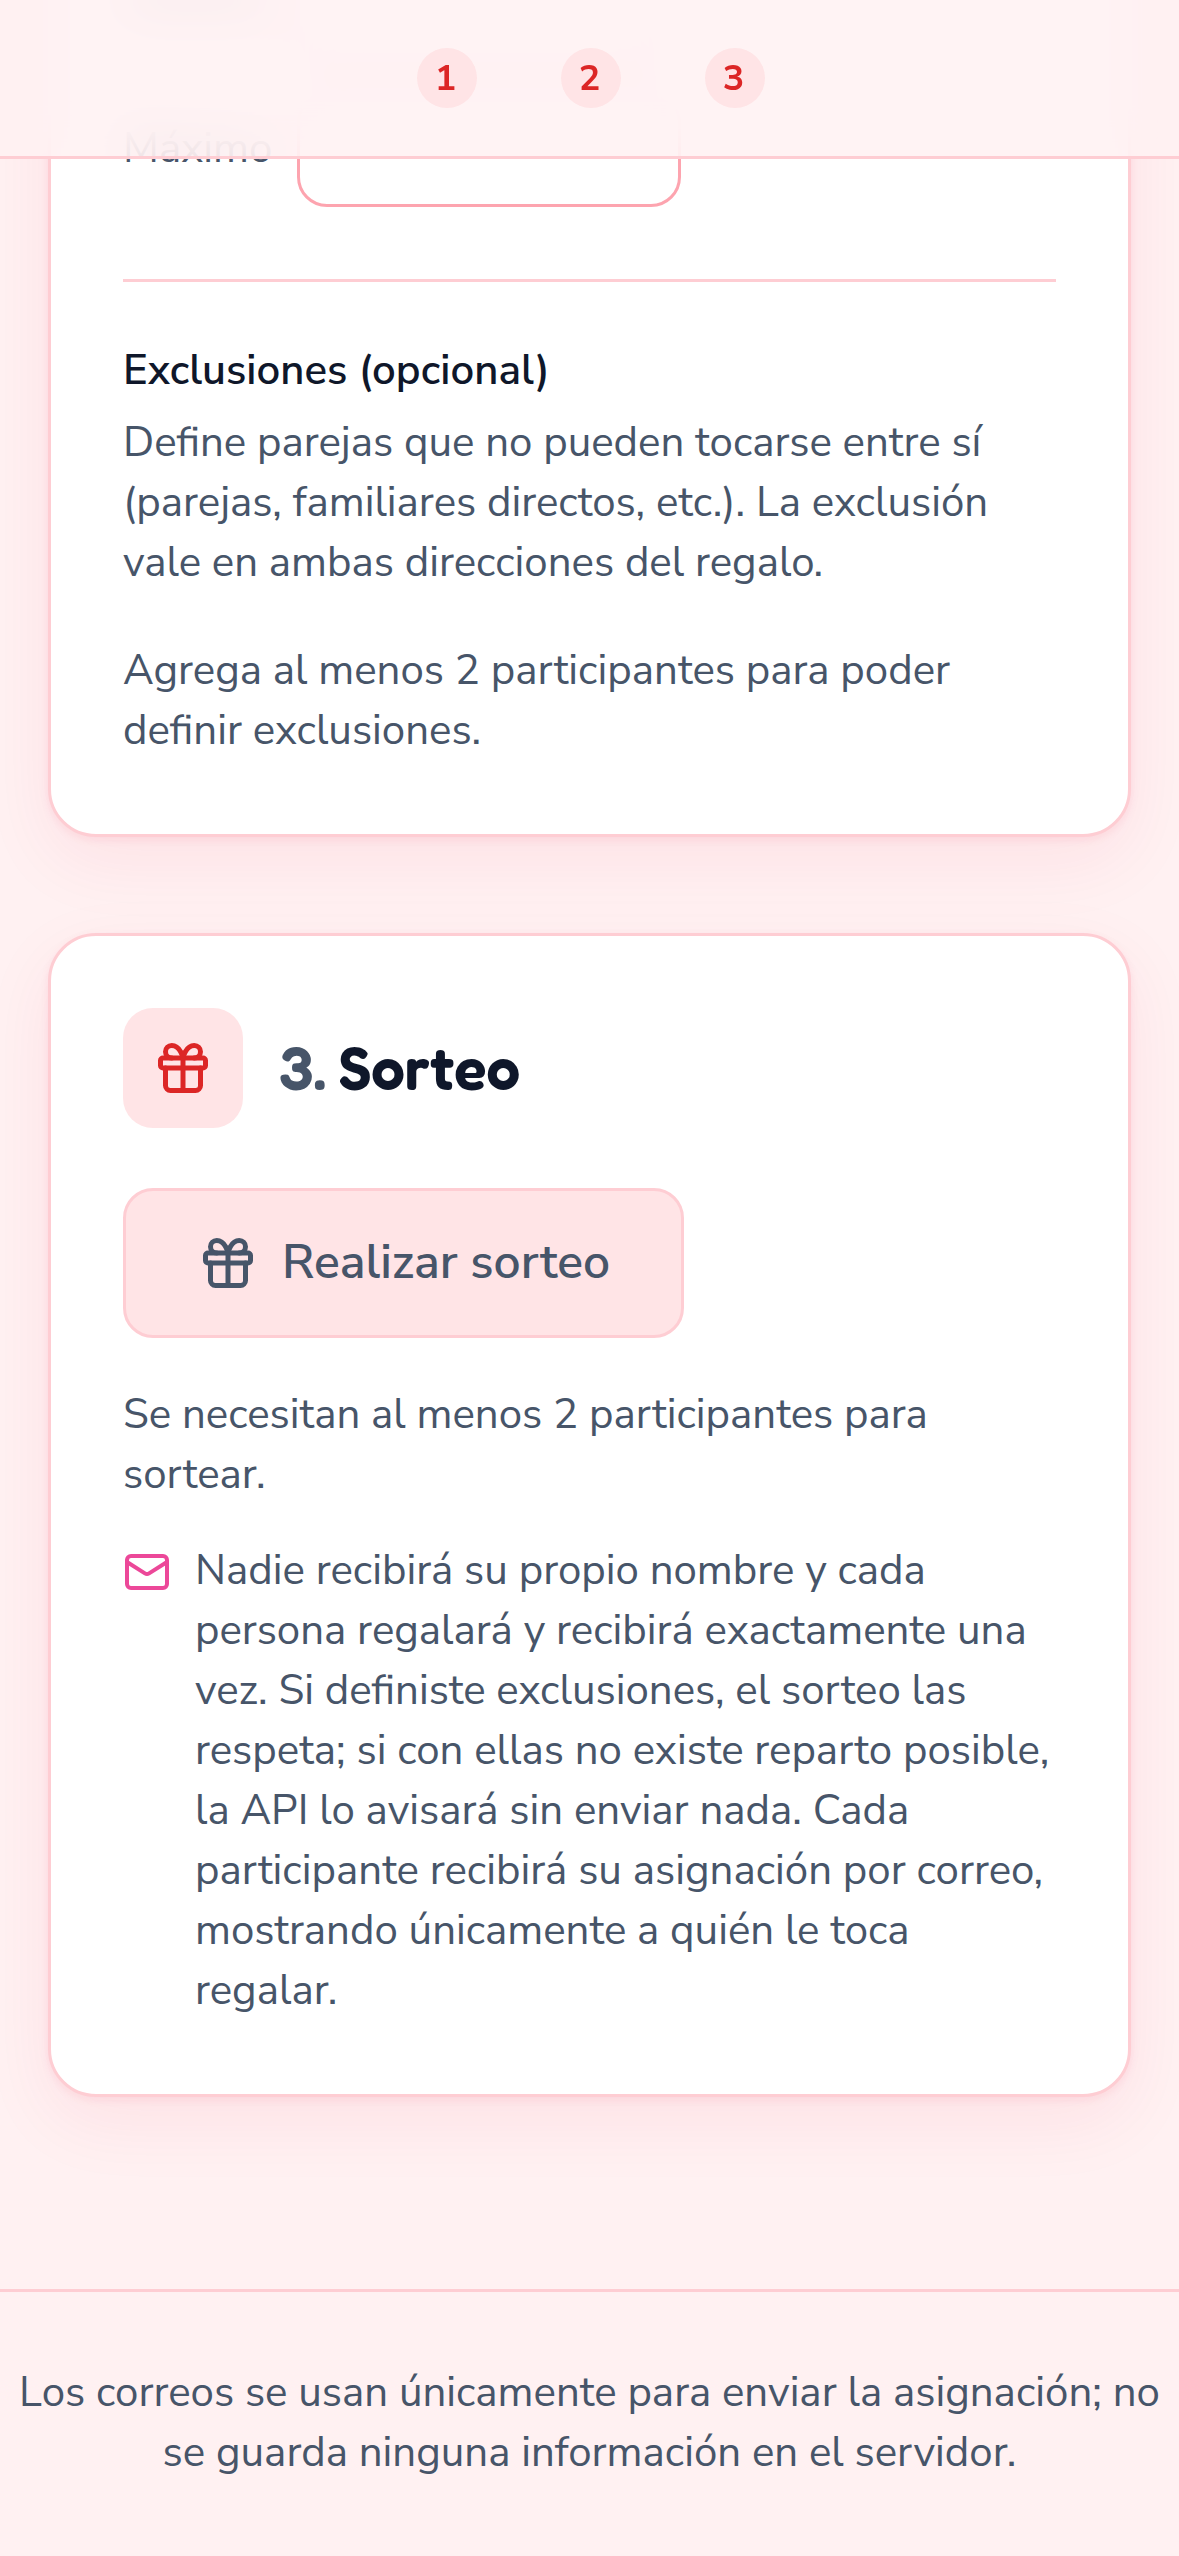 1 2 3
Máximo
Exclusiones (opcional)
Define parejas que no pueden tocarse entre sí
(parejas, familiares directos, etc.). La exclusión
vale en ambas direcciones del regalo.
Agrega al menos 2 participantes para poder
definir exclusiones.
3. Sorteo
Realizar sorteo
Se necesitan al menos 2 participantes para
sortear.
Nadie recibirá su propio nombre y cada
persona regalará y recibirá exactamente una
vez. Si definiste exclusiones, el sorteo las
respeta; si con ellas no existe reparto posible,
la API lo avisará sin enviar nada. Cada
participante recibirá su asignación por correo,
mostrando únicamente a quién le toca
regalar.
Los correos se usan únicamente para enviar la asignación; no
se guarda ninguna información en el servidor.